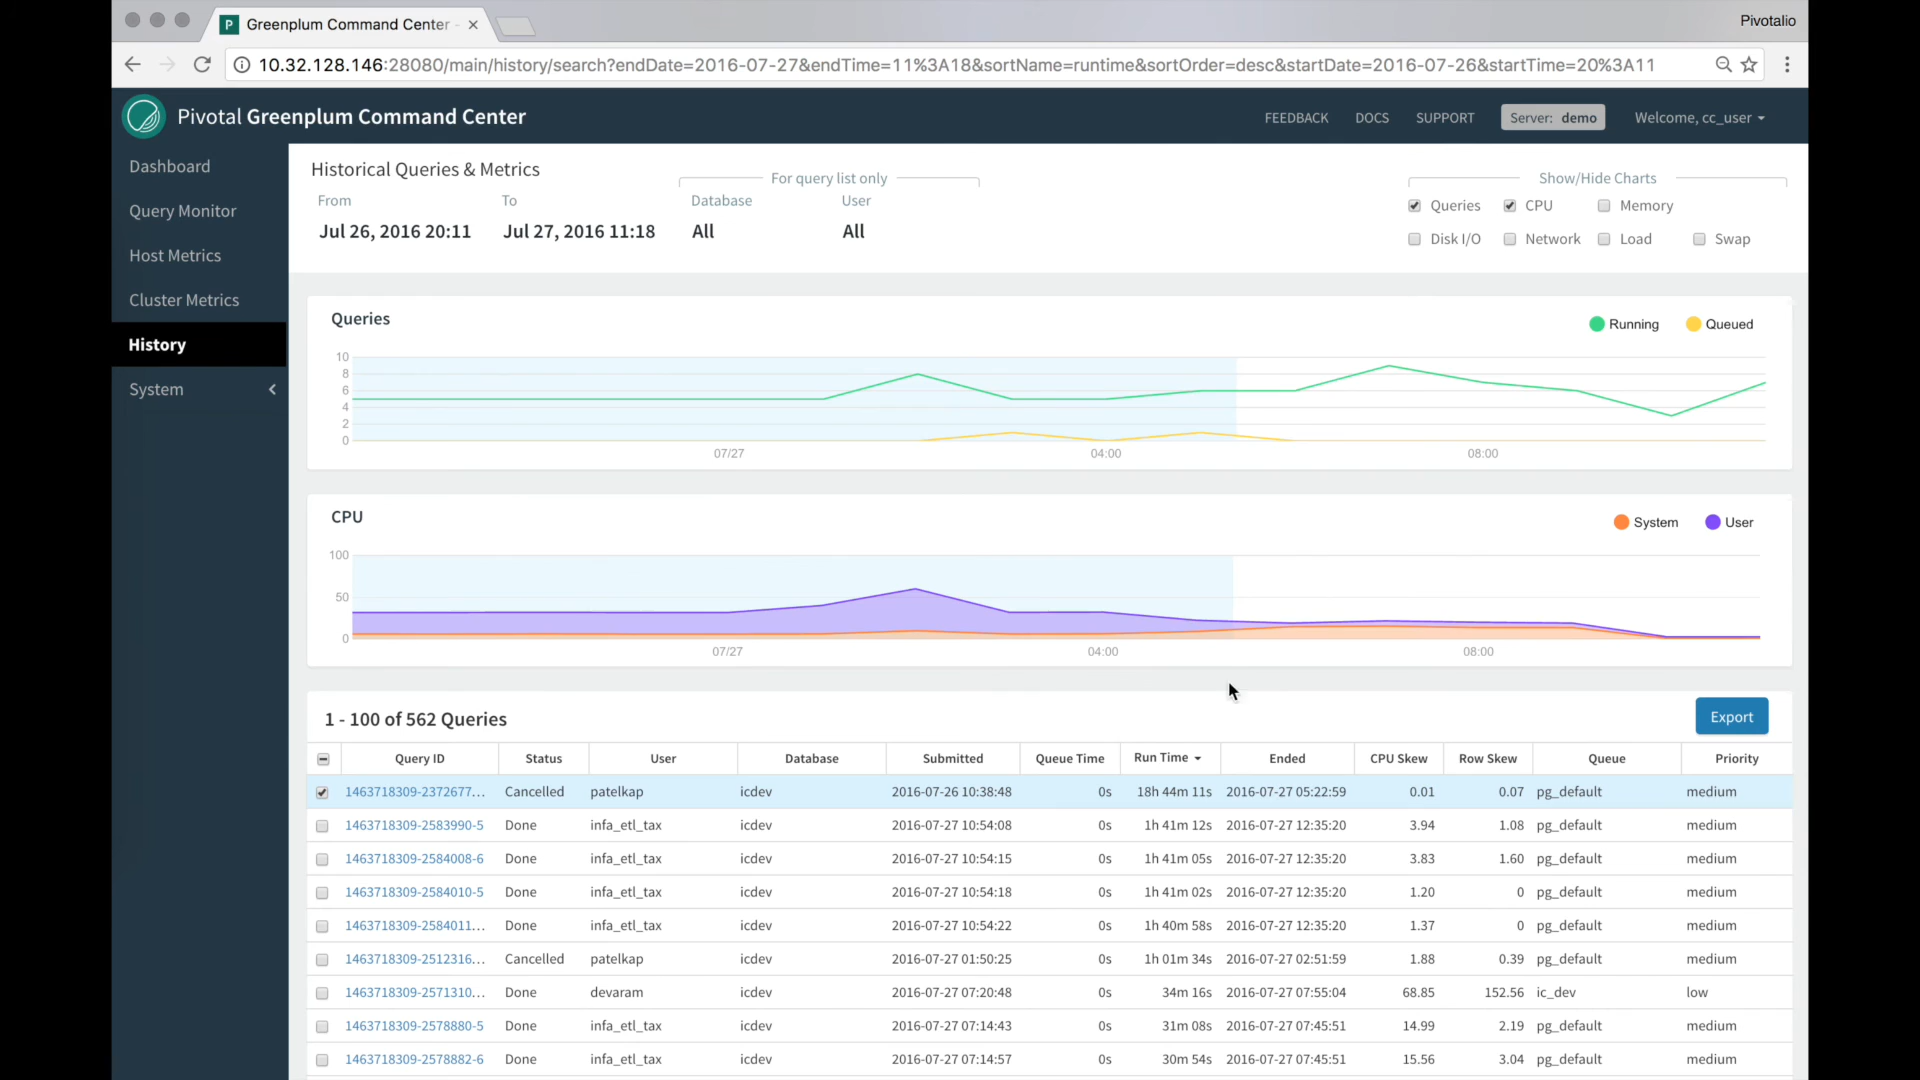 P Greenplum Command Center -
Pivotalio
10.32.128.146:28080/main/history/search?endDate=2016-07-27&endTime=11%3A18&sortName=runtime&sortOrder=desc&startDate=2016-07-26&startTime=20%3A11
Pivotal Greenplum Command Center
FEEDBACK DOCS SUPPORT Server: demo Welcome, cc_user
Dashboard
Query Monitor
Host Metrics
Cluster Metrics
History
System
Historical Queries & Metrics
For query list only
Show/Hide Charts
From To Database User
Jul 26, 2016 20:11 Jul 27, 2016 11:18 All All
Queries CPU Memory
Disk I/O Network Load Swap
Queries
Running Queued
10
8
6
4
2
0
07/27 04:00 08:00
CPU
System User
100
50
0
07/27 04:00 08:00
1 - 100 of 562 Queries
Export
Query ID Status User Database Submitted Queue Time Run Time Ended CPU Skew Row Skew Queue Priority
1463718309-2372677... Cancelled patelkap icdev 2016-07-26 10:38:48 0s 18h 44m 11s 2016-07-27 05:22:59 0.01 0.07 pg_default medium
1463718309-2583990-5 Done infa_etl_tax icdev 2016-07-27 10:54:08 0s 1h 41m 12s 2016-07-27 12:35:20 3.94 1.08 pg_default medium
1463718309-2584008-6 Done infa_etl_tax icdev 2016-07-27 10:54:15 0s 1h 41m 05s 2016-07-27 12:35:20 3.83 1.60 pg_default medium
1463718309-2584010-5 Done infa_etl_tax icdev 2016-07-27 10:54:18 0s 1h 41m 02s 2016-07-27 12:35:20 1.20 0 pg_default medium
1463718309-2584011... Done infa_etl_tax icdev 2016-07-27 10:54:22 0s 1h 40m 58s 2016-07-27 12:35:20 1.37 0 pg_default medium
1463718309-2512316... Cancelled patelkap icdev 2016-07-27 01:50:25 0s 1h 01m 34s 2016-07-27 02:51:59 1.88 0.39 pg_default medium
1463718309-2571310... Done devaram icdev 2016-07-27 07:20:48 0s 34m 16s 2016-07-27 07:55:04 68.85 152.56 ic_dev low
1463718309-2578880-5 Done infa_etl_tax icdev 2016-07-27 07:14:43 0s 31m 08s 2016-07-27 07:45:51 14.99 2.19 pg_default medium
1463718309-2578882-6 Done infa_etl_tax icdev 2016-07-27 07:14:57 0s 30m 54s 2016-07-27 07:45:51 15.56 3.04 pg_default medium